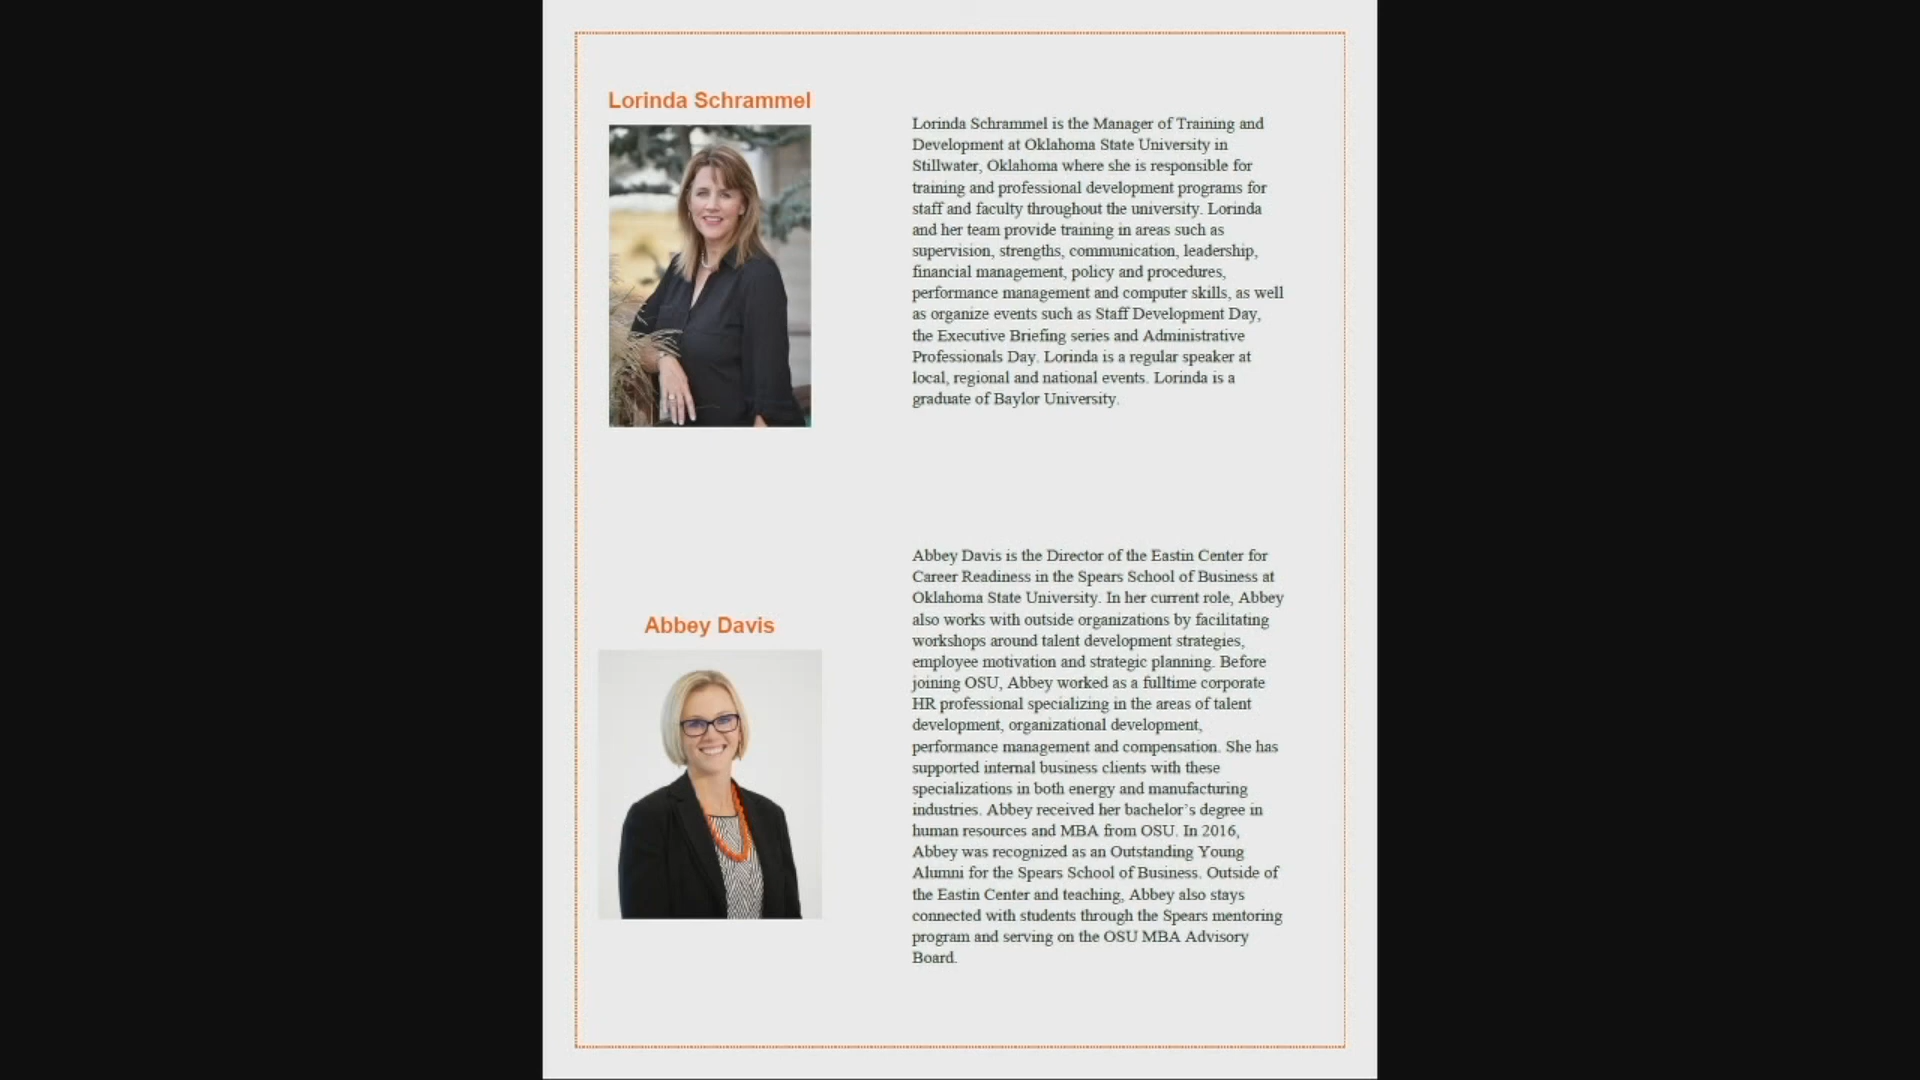 Lorinda Schrammel
Lorinda Schrammel is the Manager of Training and
Development at Oklahoma State University in
Stillwater, Oklahoma where she is responsible for
training and professional development programs for
staff and faculty throughout the university. Lorinda
and her team provide training in areas such as
supervision, strengths, communication, leadership,
financial management, policy and procedures,
performance management and computer skills, as well
as organize events such as Staff Development Day,
the Executive Briefing series and Administrative
Professionals Day. Lorinda is a regular speaker at
local, regional and national events. Lorinda is a
graduate of Baylor University.
Abbey Davis
Abbey Davis is the Director of the Eastin Center for
Career Readiness in the Spears School of Business at
Oklahoma State University. In her current role, Abbey
also works with outside organizations by facilitating
workshops around talent development strategies,
employee motivation and strategic planning. Before
joining OSU, Abbey worked as a fulltime corporate
HR professional specializing in the areas of talent
development, organizational development,
performance management and compensation. She has
supported internal business clients with these
specializations in both energy and manufacturing
industries. Abbey received her bachelor’s degree in
human resources and MBA from OSU. In 2016,
Abbey was recognized as an Outstanding Young
Alumni for the Spears School of Business. Outside of
the Eastin Center and teaching, Abbey also stays
connected with students through the Spears mentoring
program and serving on the OSU MBA Advisory
Board.